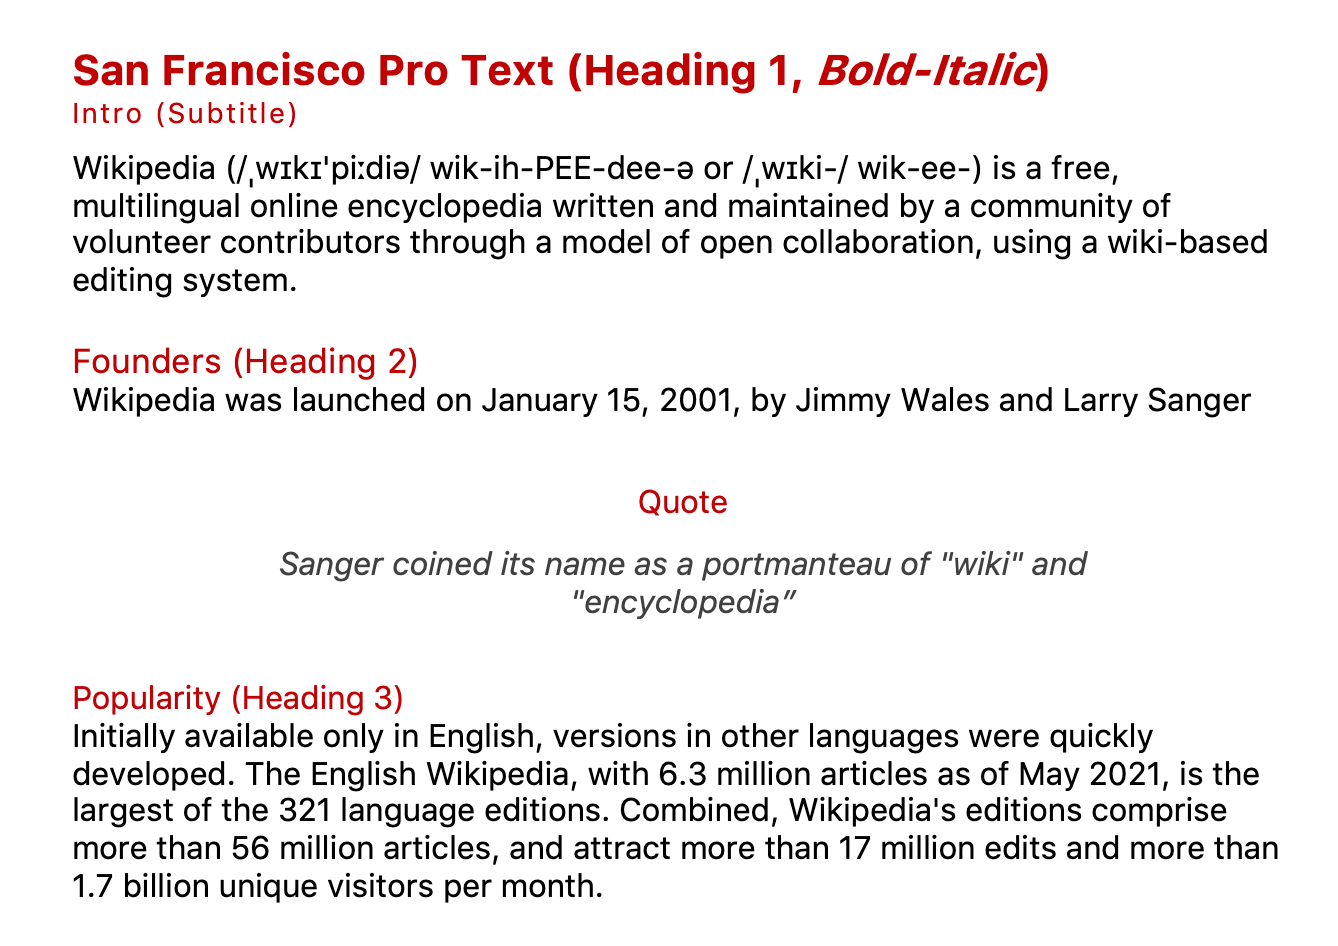 San Francisco Pro Text (Heading 1, Bold-Italic)
Intro (Subtitle)
Wikipedia (/ˌwɪkɪ'piːdiə/ wik-ih-PEE-dee-ə or /ˌwɪki-/ wik-ee-) is a free,
multilingual online encyclopedia written and maintained by a community of
volunteer contributors through a model of open collaboration, using a wiki-based
editing system.
Founders (Heading 2)
Wikipedia was launched on January 15, 2001, by Jimmy Wales and Larry Sanger
Quote
Sanger coined its name as a portmanteau of "wiki" and
"encyclopedia”
Popularity (Heading 3)
Initially available only in English, versions in other languages were quickly
developed. The English Wikipedia, with 6.3 million articles as of May 2021, is the
largest of the 321 language editions. Combined, Wikipedia's editions comprise
more than 56 million articles, and attract more than 17 million edits and more than
1.7 billion unique visitors per month.